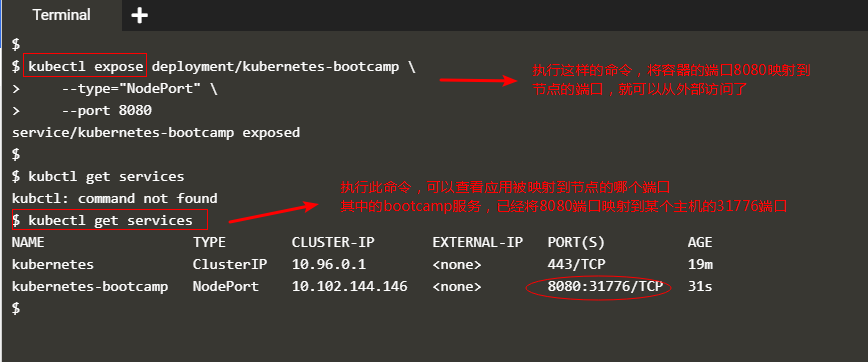 Terminal +
$
$ kubectl expose deployment/kubernetes-bootcamp \
> --type="NodePort" \
> --port 8080
执行这样的命令，将容器的端口8080映射到
节点的端口，就可以从外部访问了
service/kubernetes-bootcamp exposed
$
$ kubctl get services
kubctl: command not found
执行此命令，可以查看应用被映射到节点的哪个端口
其中的bootcamp服务，已经将8080端口映射到某个主机的31776端口
$ kubectl get services
NAME TYPE CLUSTER-IP EXTERNAL-IP PORT(S) AGE
kubernetes ClusterIP 10.96.0.1 <none> 443/TCP 19m
kubernetes-bootcamp NodePort 10.102.144.146 <none> 8080:31776/TCP 31s
$